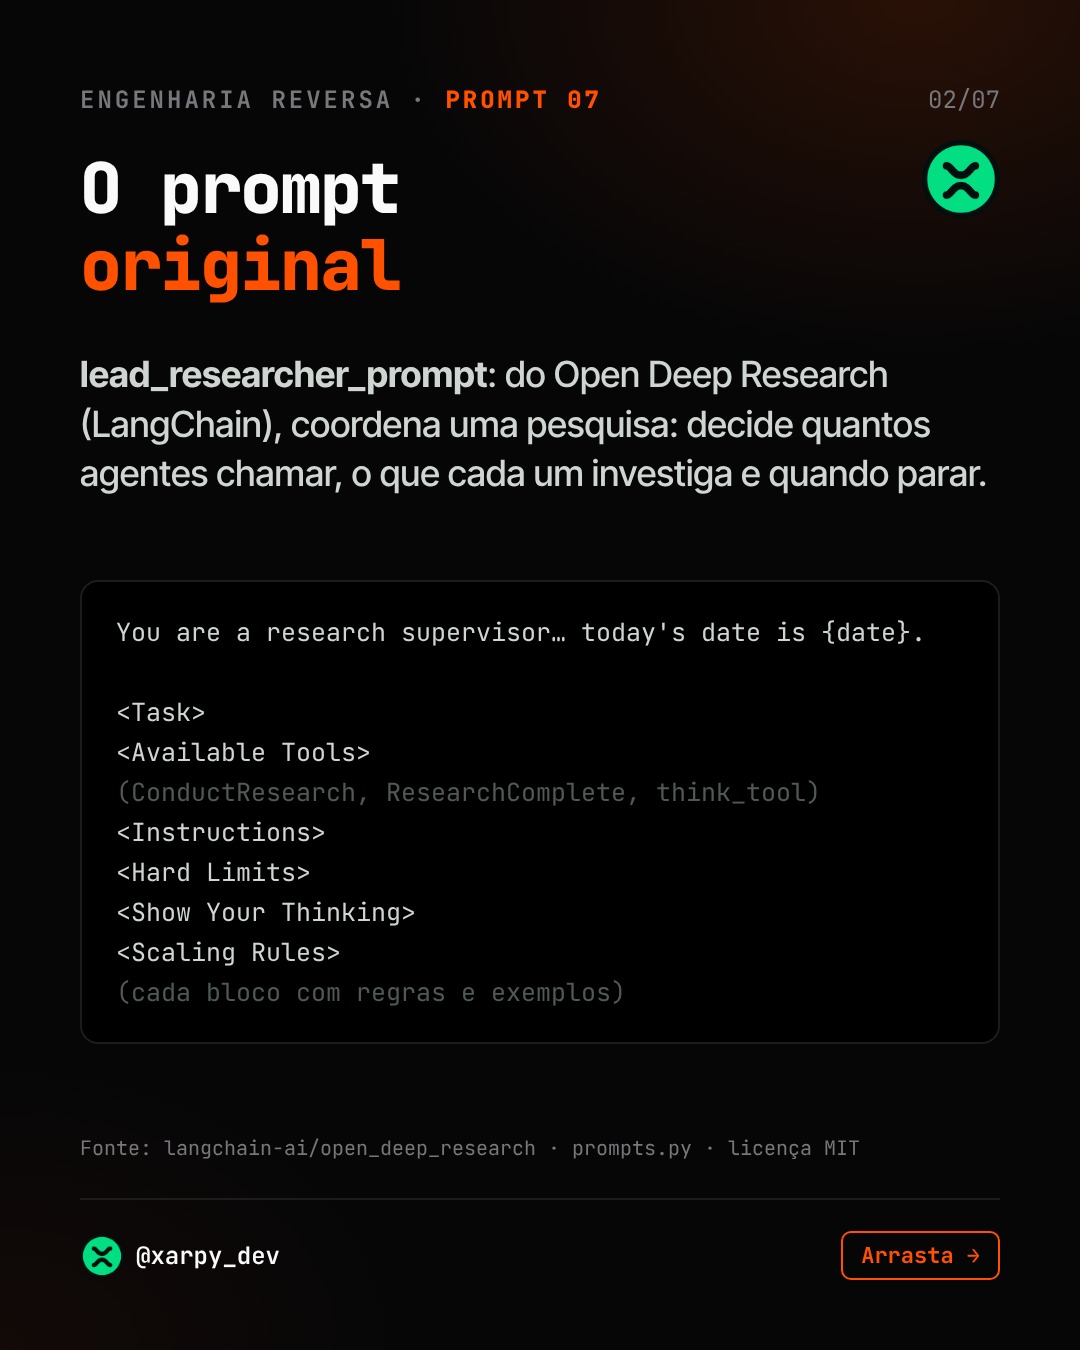 ENGENHARIA REVERSA · PROMPT 07
02/07
O prompt
original
lead_researcher_prompt: do Open Deep Research
(LangChain), coordena uma pesquisa: decide quantos
agentes chamar, o que cada um investiga e quando parar.
You are a research supervisor… today's date is {date}.
<Task>
<Available Tools>
(ConductResearch, ResearchComplete, think_tool)
<Instructions>
<Hard Limits>
<Show Your Thinking>
<Scaling Rules>
(cada bloco com regras e exemplos)
Fonte: langchain-ai/open_deep_research · prompts.py · licença MIT
@xarpy_dev
Arrasta →